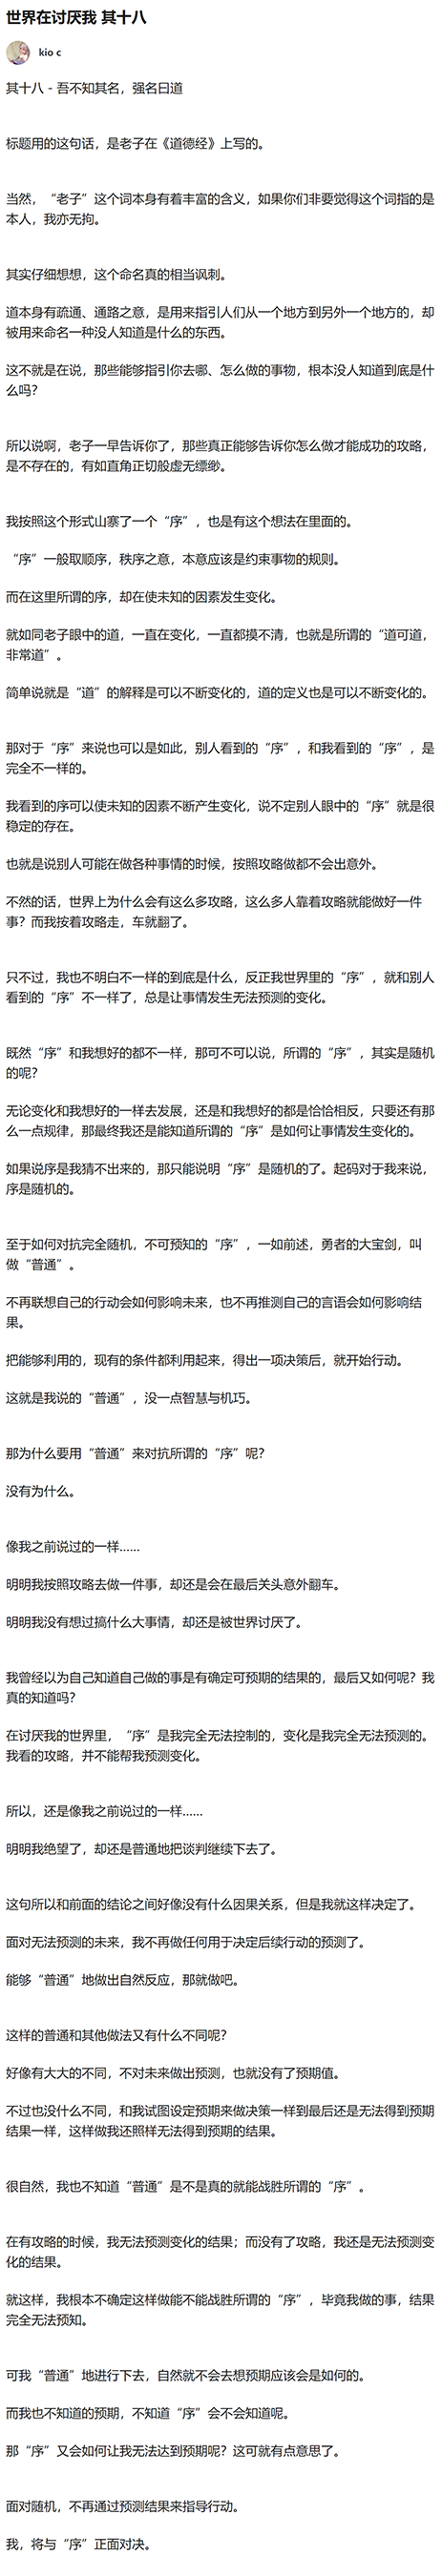 世界在讨厌我 其十八
kio c
其十八 - 吾不知其名，强名曰道
标题用的这句话，是老子在《道德经》上写的。
当然，“老子”这个词本身有着丰富的含义，如果你们非要觉得这个词指的是
本人，我亦无拘。
其实仔细想想，这个命名真的相当讽刺。
道本身有疏通、通路之意，是用来指引人们从一个地方到另外一个地方的，却
被用来命名一种没人知道是什么的东西。
这不就是在说，那些能够指引你去哪、怎么做的事物，根本没人知道到底是什
么吗？
所以说啊，老子一早告诉你了，那些真正能够告诉你怎么做才能成功的攻略，
是不存在的，有如直角正切般虚无缥缈。
我按照这个形式山寨了一个“序”，也是有这个想法在里面的。
“序”一般取顺序，秩序之意，本意应该是约束事物的规则。
而在这里所谓的序，却在使未知的因素发生变化。
就如同老子眼中的道，一直在变化，一直都摸不清，也就是所谓的“道可道，
非常道”。
简单说就是“道”的解释是可以不断变化的，道的定义也是可以不断变化的。
那对于“序”来说也可以是如此，别人看到的“序”，和我看到的“序”，是
完全不一样的。
我看到的序可以使未知的因素不断产生变化，说不定别人眼中的“序”就是很
稳定的存在。
也就是说别人可能在做各种事情的时候，按照攻略做都不会出意外。
不然的话，世界上为什么会有这么多攻略，这么多人靠着攻略就能做好一件
事？而我按着攻略走，车就翻了。
只不过，我也不明白不一样的到底是什么，反正我世界里的“序”，就和别人
看到的“序”不一样了，总是让事情发生无法预测的变化。
既然“序”和我想好的都不一样，那可不可以说，所谓的“序”，其实是随机
的呢？
无论变化和我想好的一样去发展，还是和我想好的都是恰恰相反，只要还有那
么一点规律，那最终我还是能知道所谓的“序”是如何让事情发生变化的。
如果说序是我猜不出来的，那只能说明“序”是随机的了。起码对于我来说，
序是随机的。
至于如何对抗完全随机，不可预知的“序”，一如前述，勇者的大宝剑，叫
做“普通”。
不再联想自己的行动会如何影响未来，也不再推测自己的言语会如何影响结
果。
把能够利用的，现有的条件都利用起来，得出一项决策后，就开始行动。
这就是我说的“普通”，没一点智慧与机巧。
那为什么要用“普通”来对抗所谓的“序”呢？
没有为什么。
像我之前说过的一样……
明明我按照攻略去做一件事，却还是会在最后关头意外翻车。
明明我没有想过搞什么大事情，却还是被世界讨厌了。
我曾经以为自己知道自己做的事是有确定可预期的结果的，最后又如何呢？我
真的知道吗？
在讨厌我的世界里，“序”是我完全无法控制的，变化是我完全无法预测的。
我看的攻略，并不能帮我预测变化。
所以，还是像我之前说过的一样……
明明我绝望了，却还是普通地把谈判继续下去了。
这句所以和前面的结论之间好像没有什么因果关系，但是我就这样决定了。
面对无法预测的未来，我不再做任何用于决定后续行动的预测了。
能够“普通”地做出自然反应，那就做吧。
这样的普通和其他做法又有什么不同呢？
好像有大大的不同，不对未来做出预测，也就没有了预期值。
不过也没什么不同，和我试图设定预期来做决策一样到最后还是无法得到预期
结果一样，这样做我还照样无法得到预期的结果。
很自然，我也不知道“普通”是不是真的就能战胜所谓的“序”。
在有攻略的时候，我无法预测变化的结果；而没有了攻略，我还是无法预测变
化的结果。
就这样，我根本不确定这样做能不能战胜所谓的“序”，毕竟我做的事，结果
完全无法预知。
可我“普通”地进行下去，自然就不会去想预期应该会是如何的。
而我也不知道的预期，不知道“序”会不会知道呢。
那“序”又会如何让我无法达到预期呢？这可就有点意思了。
面对随机，不再通过预测结果来指导行动。
我，将与“序”正面对决。